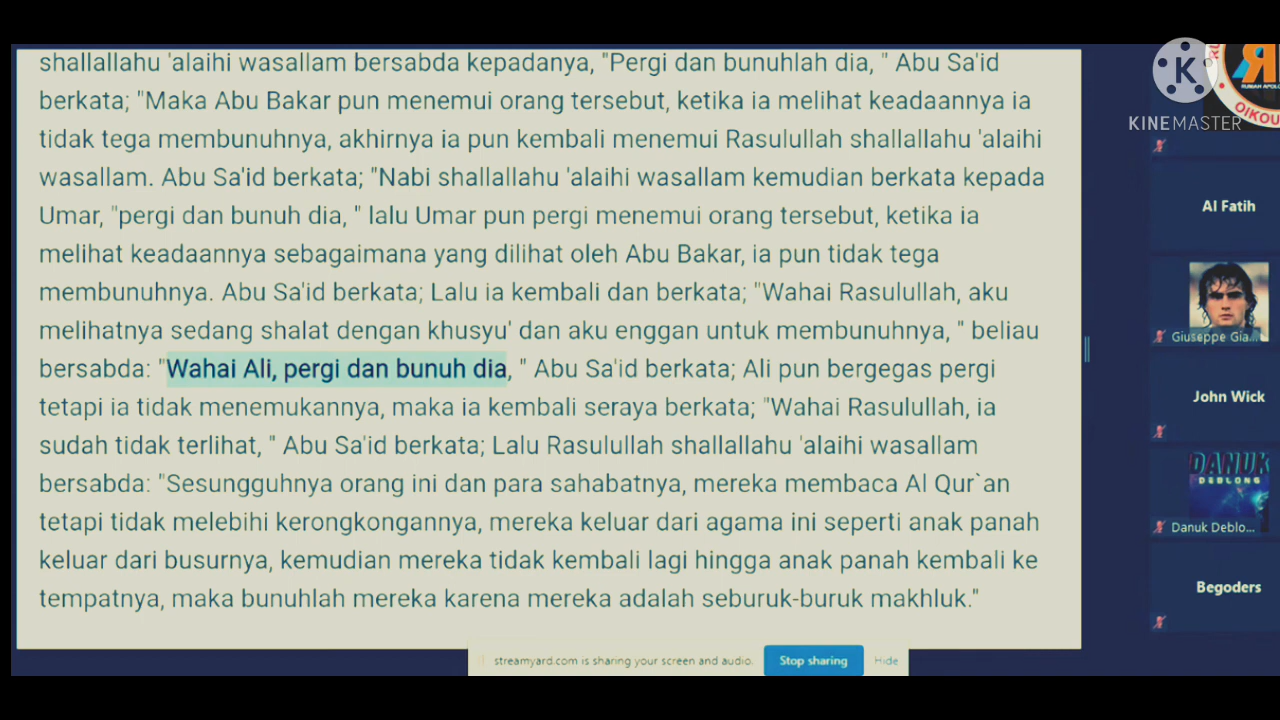 shallallahu 'alaihi wasallam bersabda kepadanya, "Pergi dan bunuhlah dia, " Abu Sa'id
berkata; "Maka Abu Bakar pun menemui orang tersebut, ketika ia melihat keadaannya ia
tidak tega membunuhnya, akhirnya ia pun kembali menemui Rasulullah shallallahu 'alaihi
wasallam. Abu Sa'id berkata; "Nabi shallallahu 'alaihi wasallam kemudian berkata kepada
Umar, "pergi dan bunuh dia, " lalu Umar pun pergi menemui orang tersebut, ketika ia
melihat keadaannya sebagaimana yang dilihat oleh Abu Bakar, ia pun tidak tega
membunuhnya. Abu Sa'id berkata; Lalu ia kembali dan berkata; "Wahai Rasulullah, aku
melihatnya sedang shalat dengan khusyu' dan aku enggan untuk membunuhnya, " beliau
bersabda: "Wahai Ali, pergi dan bunuh dia, " Abu Sa'id berkata; Ali pun bergegas pergi
tetapi ia tidak menemukannya, maka ia kembali seraya berkata; "Wahai Rasulullah, ia
sudah tidak terlihat, " Abu Sa'id berkata; Lalu Rasulullah shallallahu 'alaihi wasallam
bersabda: "Sesungguhnya orang ini dan para sahabatnya, mereka membaca Al Qur`an
tetapi tidak melebihi kerongkongannya, mereka keluar dari agama ini seperti anak panah
keluar dari busurnya, kemudian mereka tidak kembali lagi hingga anak panah kembali ke
tempatnya, maka bunuhlah mereka karena mereka adalah seburuk-buruk makhluk."
streamyard.com is sharing your screen and audio. Stop sharing Hide
K
KINEMASTER
RUMAH APOLO
OIKOU
Al Fatih
Giuseppe Gia...
John Wick
DANUK
DEBLONG
Danuk Deblo...
Begoders